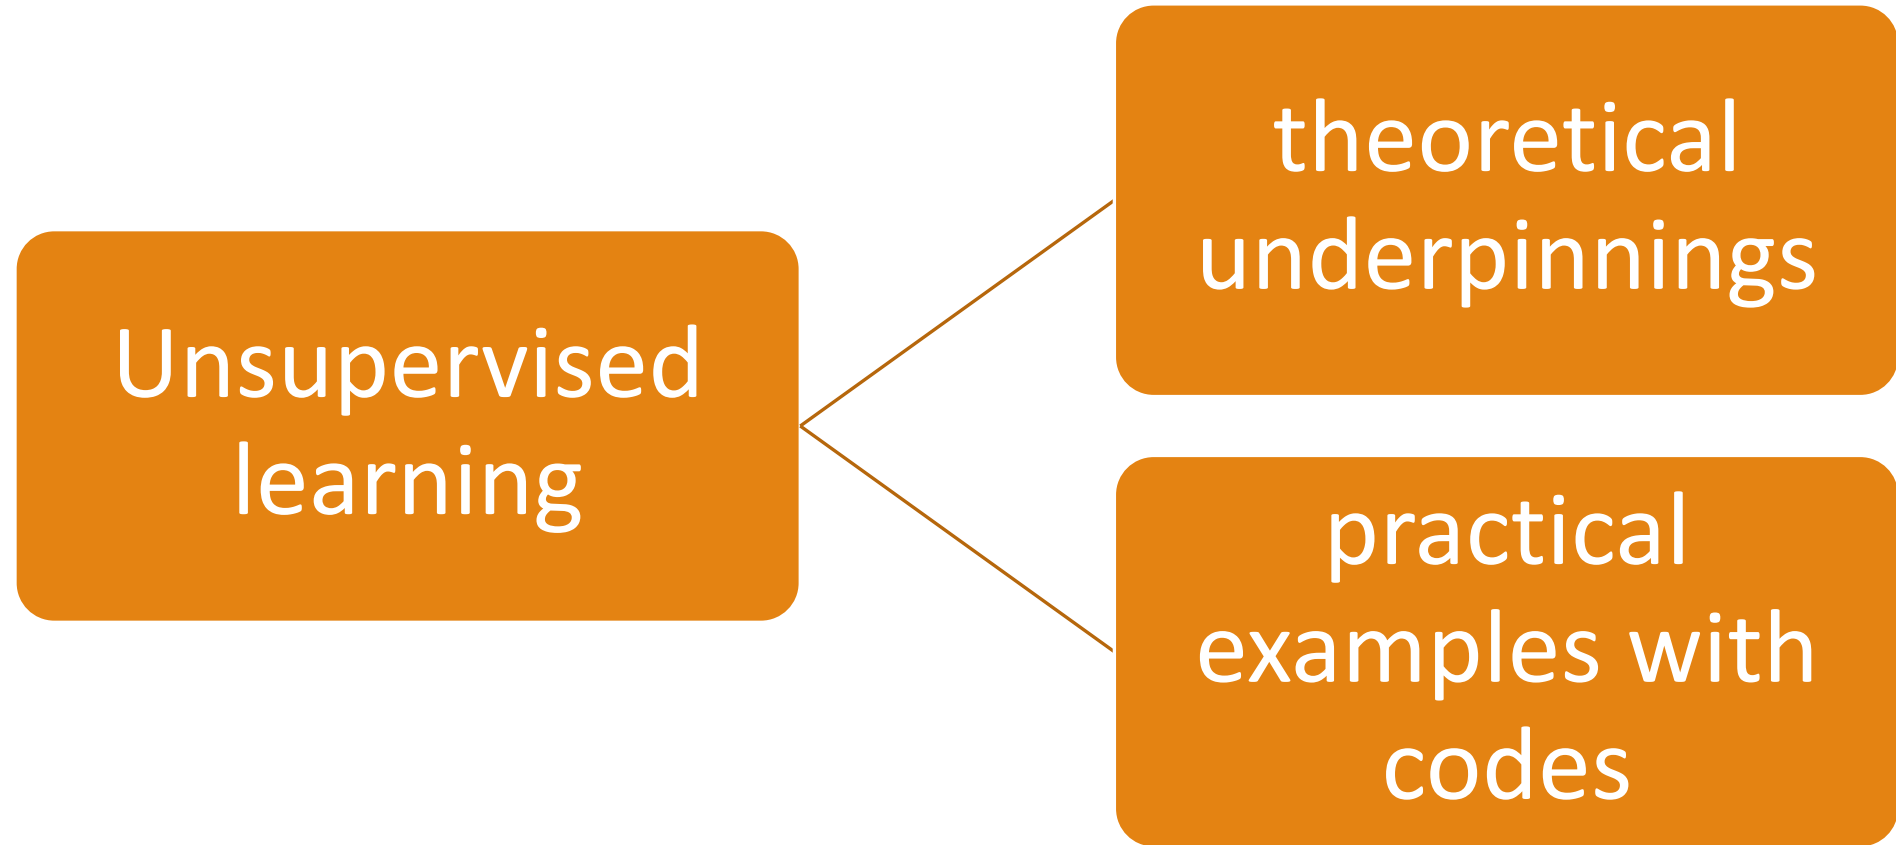 Unsupervised
learning
theoretical
underpinnings
practical
examples with
codes